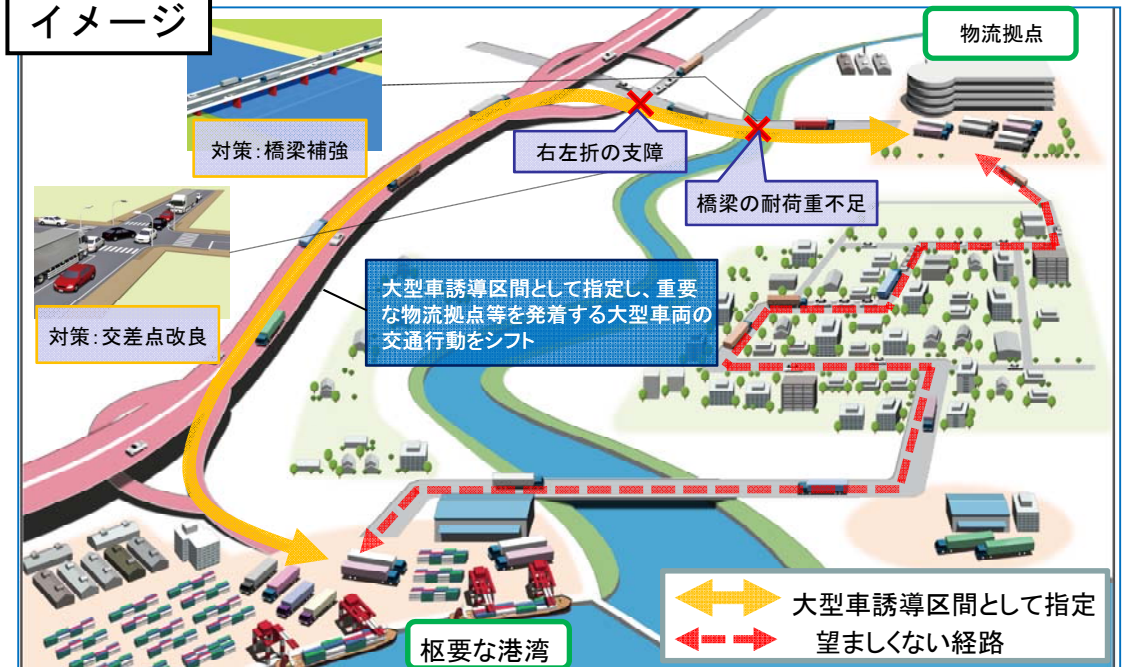 イメージ
物流拠点
対策:橋梁補強
右左折の支障
橋梁の耐荷重不足
対策:交差点改良
大型車誘導区間として指定し、重要
な物流拠点等を発着する大型車両の
交通行動をシフト
枢要な港湾
大型車誘導区間として指定
望ましくない経路